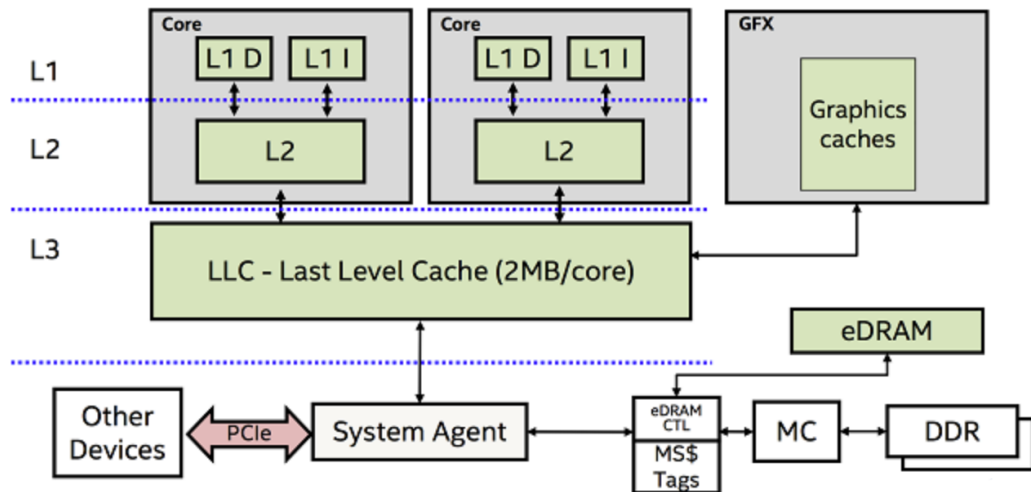 Core
Core
GFX
L1
L1 D
L1 I
L1 D
L1 I
Graphics
caches
L2
L2
L2
L3
LLC - Last Level Cache (2MB/core)
eDRAM
Other
Devices
PCIe
System Agent
eDRAM
CTL
MS$
Tags
MC
DDR